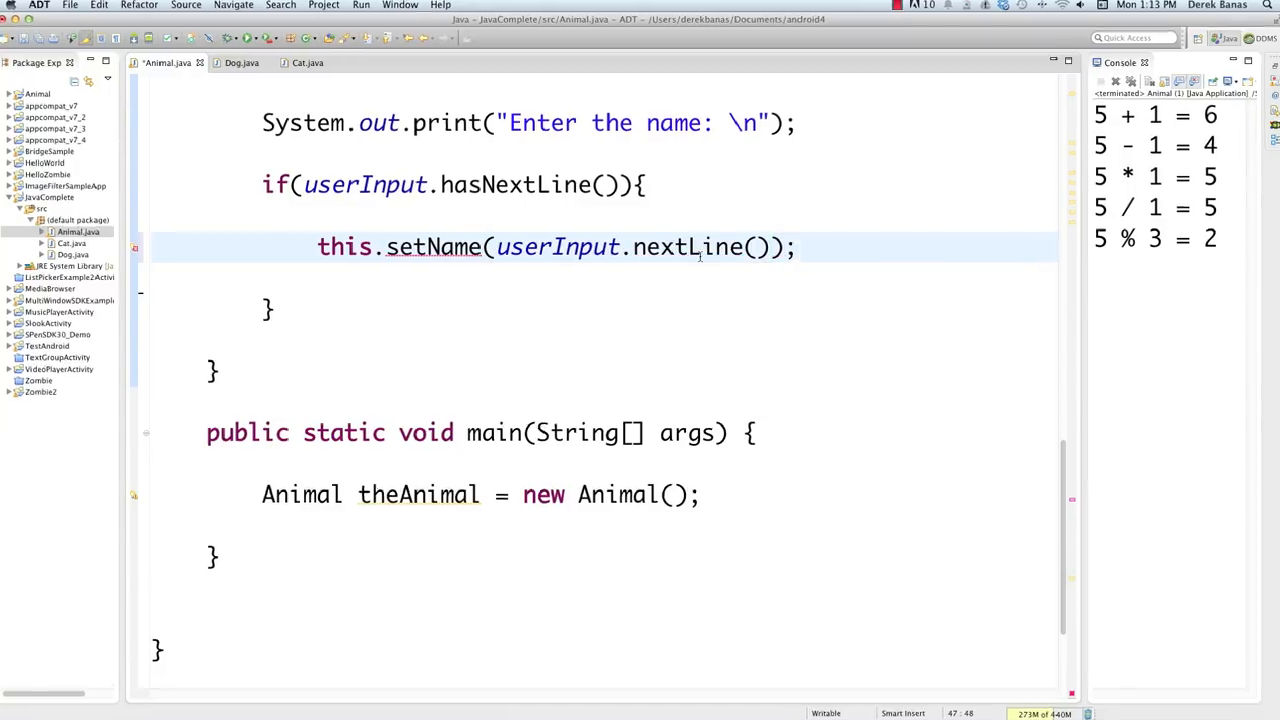 ADT File Edit Refactor Source Navigate Search Project Run Window Help
10 Mon 1:13 PM Derek Banas
Java - JavaComplete/src/Animal.java - ADT - /Users/derekbanas/Documents/android4
Quick Access Java DDMS
Package Exp
Animal
appcompat_v7
appcompat_v7_2
appcompat_v7_3
appcompat_v7_4
BridgeSample
HelloWorld
HelloZombie
ImageFilterSampleApp
JavaComplete
src
(default package)
Animal.java
Cat.java
Dog.java
JRE System Library [
ListPickerExample2Activit
MediaBrowser
MultiWindowSDKExample
MusicPlayerActivity
SlookActivity
SPenSDK30_Demo
TestAndroid
TextGroupActivity
VideoPlayerActivity
Zombie
Zombie2
*Animal.java Dog.java Cat.java
System.out.print("Enter the name: \n");
if(userInput.hasNextLine()){
this.setName(userInput.nextLine());
}
}
public static void main(String[] args) {
Animal theAnimal = new Animal();
}
}
Console
<terminated> Animal (1) [Java Application] /S
5 + 1 = 6
5 - 1 = 4
5 * 1 = 5
5 / 1 = 5
5 % 3 = 2
Writable Smart Insert 47 : 48 273M of 440M